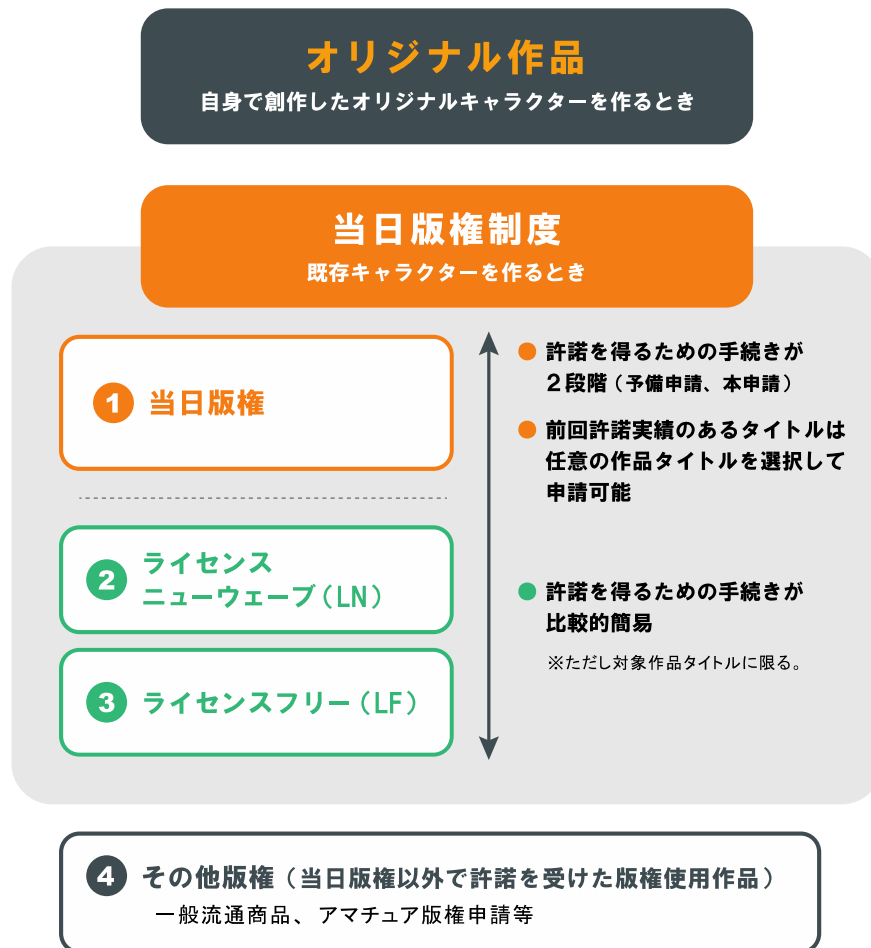 オリジナル作品
自身で創作したオリジナルキャラクターを作るとき
当日版権制度
既存キャラクターを作るとき
1 当日版権
● 許諾を得るための手続きが
2段階（予備申請、本申請）
● 前回許諾実績のあるタイトルは
任意の作品タイトルを選択して
申請可能
2 ライセンス
ニューウェーブ（LN）
3 ライセンスフリー（LF）
● 許諾を得るための手続きが
比較的簡易
※ただし対象作品タイトルに限る。
4 その他版権（当日版権以外で許諾を受けた版権使用作品）
一般流通商品、アマチュア版権申請等